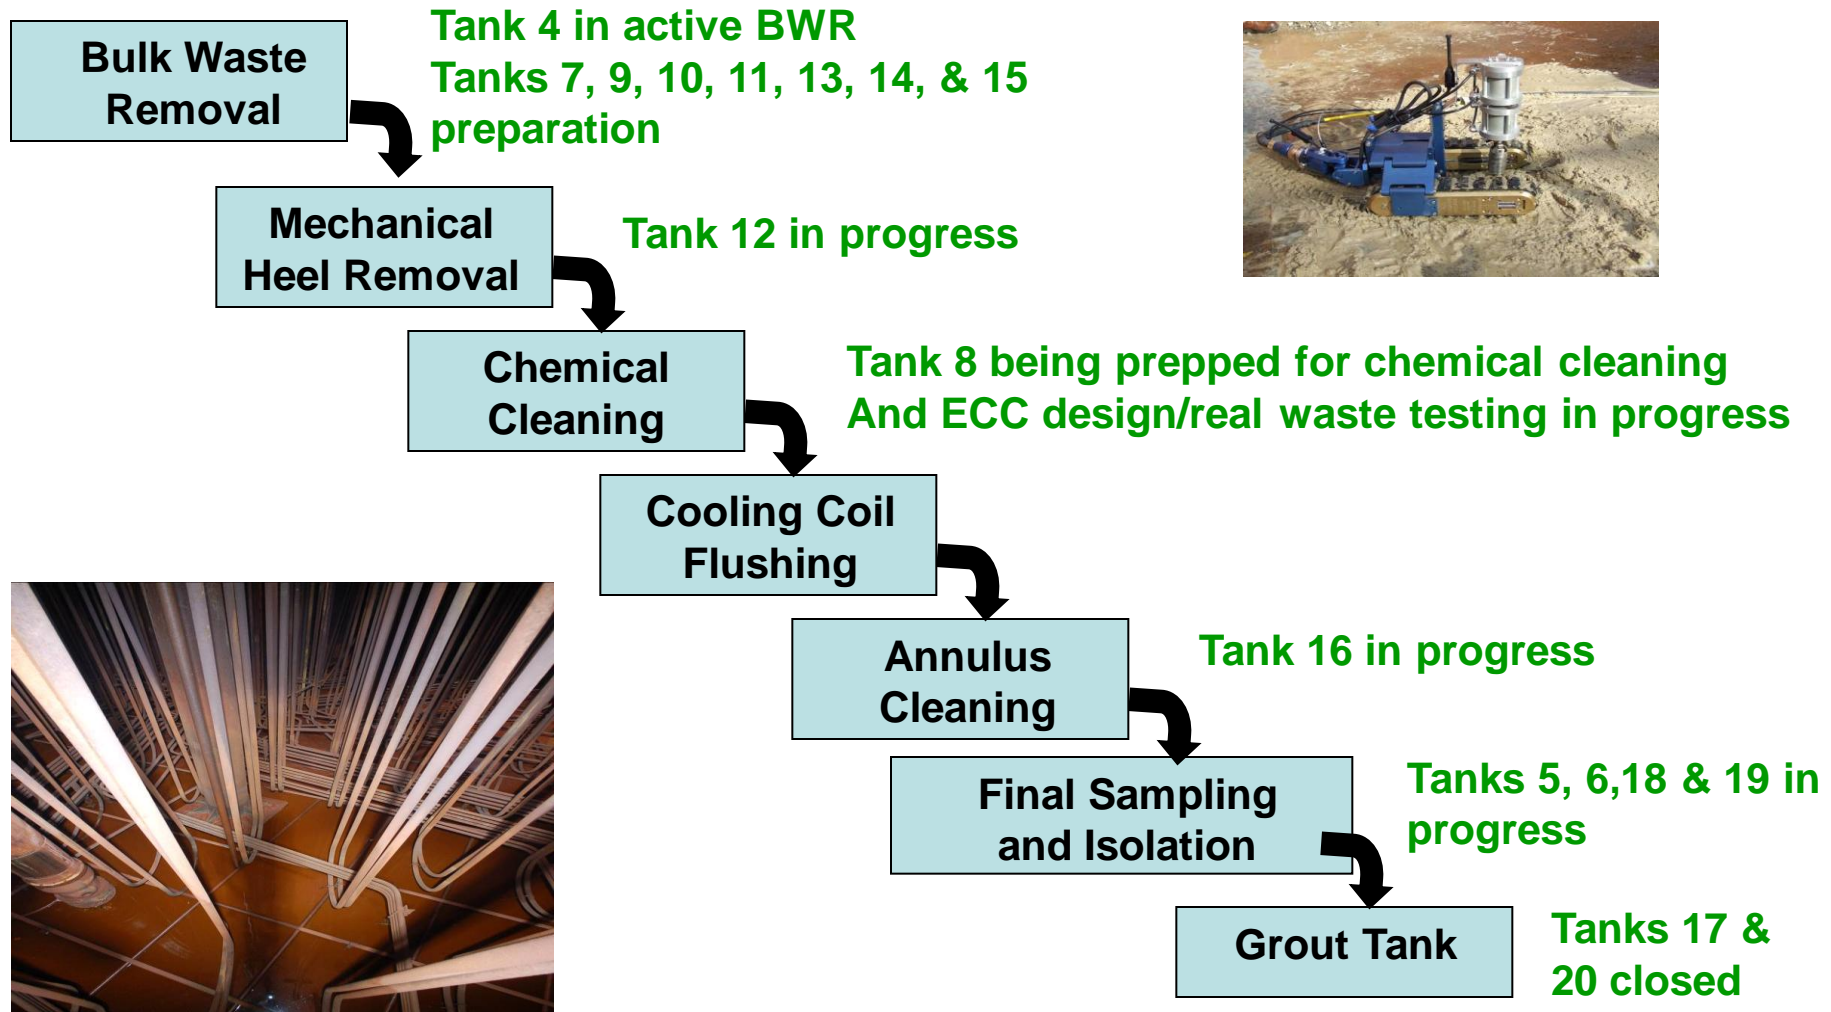 Bulk Waste
Removal
Tank 4 in active BWR
Tanks 7, 9, 10, 11, 13, 14, & 15
preparation
Mechanical
Heel Removal
Tank 12 in progress
Chemical
Cleaning
Tank 8 being prepped for chemical cleaning
And ECC design/real waste testing in progress
Cooling Coil
Flushing
Annulus
Cleaning
Tank 16 in progress
Final Sampling
and Isolation
Tanks 5, 6,18 & 19 in
progress
Grout Tank
Tanks 17 &
20 closed